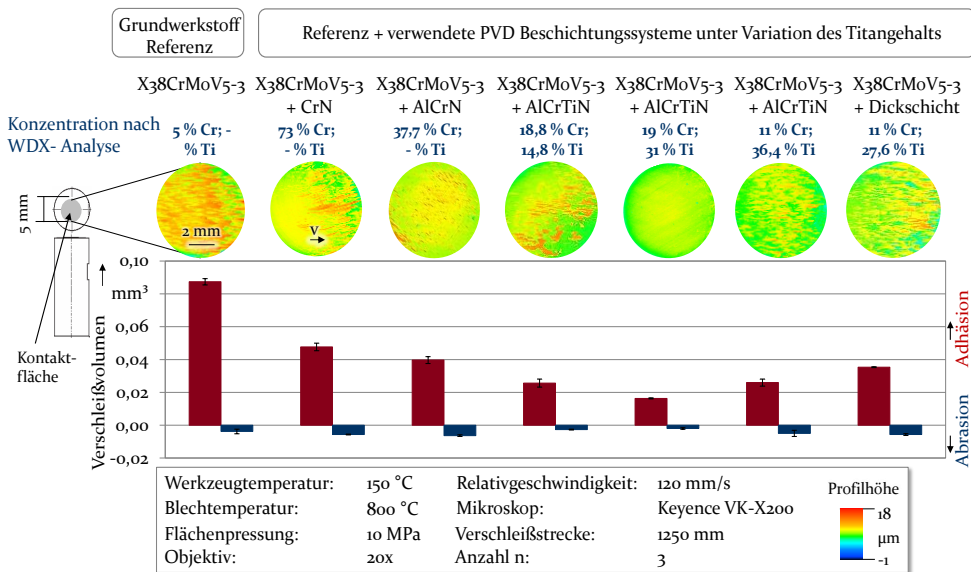 Grundwerkstoff
Referenz
Referenz + verwendete PVD Beschichtungssysteme unter Variation des Titangehalts
X38CrMoV5-3
X38CrMoV5-3
+ CrN
X38CrMoV5-3
+ AlCrN
X38CrMoV5-3
+ AlCrTiN
X38CrMoV5-3
+ AlCrTiN
X38CrMoV5-3
+ AlCrTiN
X38CrMoV5-3
+ Dickschicht
Konzentration nach
WDX- Analyse
5 % Cr; -
% Ti
73 % Cr;
- % Ti
37,7 % Cr;
- % Ti
18,8 % Cr;
14,8 % Ti
19 % Cr;
31 % Ti
11 % Cr;
36,4 % Ti
11 % Cr;
27,6 % Ti
5 mm
2 mm
v
Kontakt-
fläche
Verschleißvolumen
0,10
mm³
0,06
0,04
0,02
0,00
-0,02
Adhäsion
Abrasion
Werkzeugtemperatur: 150 °C Relativgeschwindigkeit: 120 mm/s
Blechtemperatur: 800 °C Mikroskop: Keyence VK-X200
Flächenpressung: 10 MPa Verschleißstrecke: 1250 mm
Objektiv: 20x Anzahl n: 3
Profilhöhe
18
µm
-1